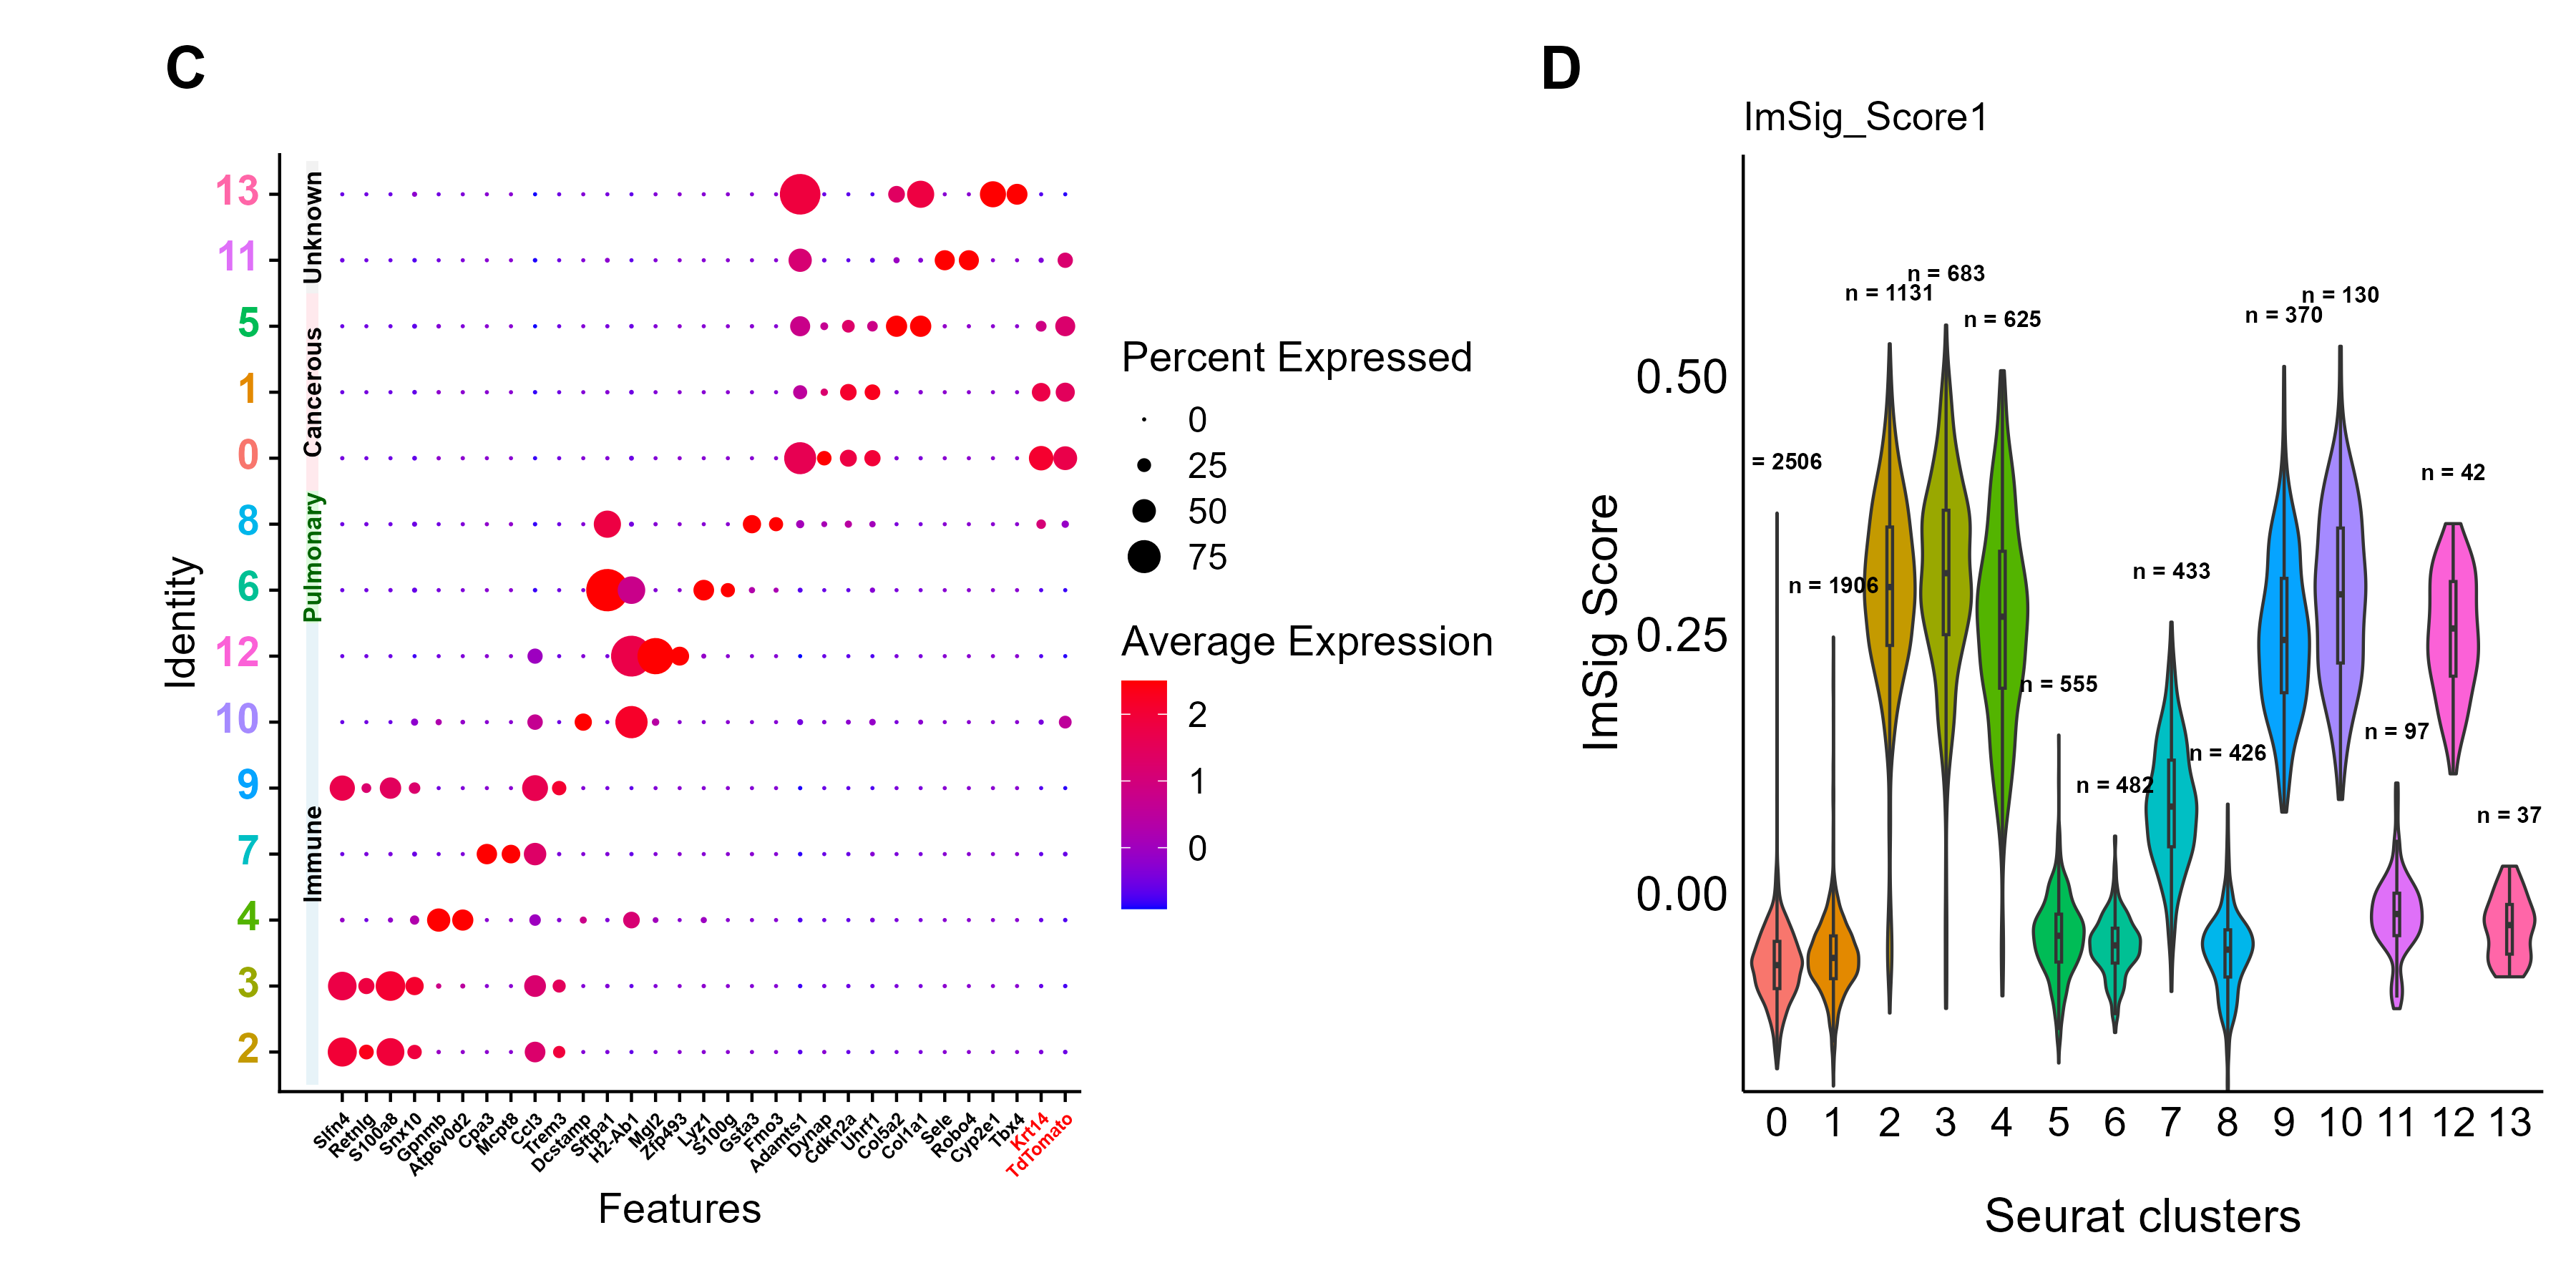 C
13
11
5
1
0
8
6
12
10
9
7
4
3
2
Identity
Unknown
Cancerous
Pulmonary
Immune
Slfn4
Retnlg
S100a8
Snx10
Gpnmb
Atp6v0d2
Cpa3
Mcpt8
Ccl3
Trem3
Dcstamp
Sftpa1
H2-Ab1
Mgl2
Zfp493
Lyz1
S100g
Gsta3
Fmo3
Adamts1
Dynap
Cdkn2a
Uhrf1
Col5a2
Col1a1
Sele
Robo4
Cyp2e1
Tbx4
Krt14
TdTomato
Features
Percent Expressed
0
25
50
75
Average Expression
2
1
0
D
ImSig_Score1
ImSig Score
0.50
0.25
0.00
= 2506
n = 1906
n = 1131
n = 683
n = 625
n = 555
n = 482
n = 433
n = 426
n = 370
n = 130
n = 97
n = 42
n = 37
0 1 2 3 4 5 6 7 8 9 10 11 12 13
Seurat clusters